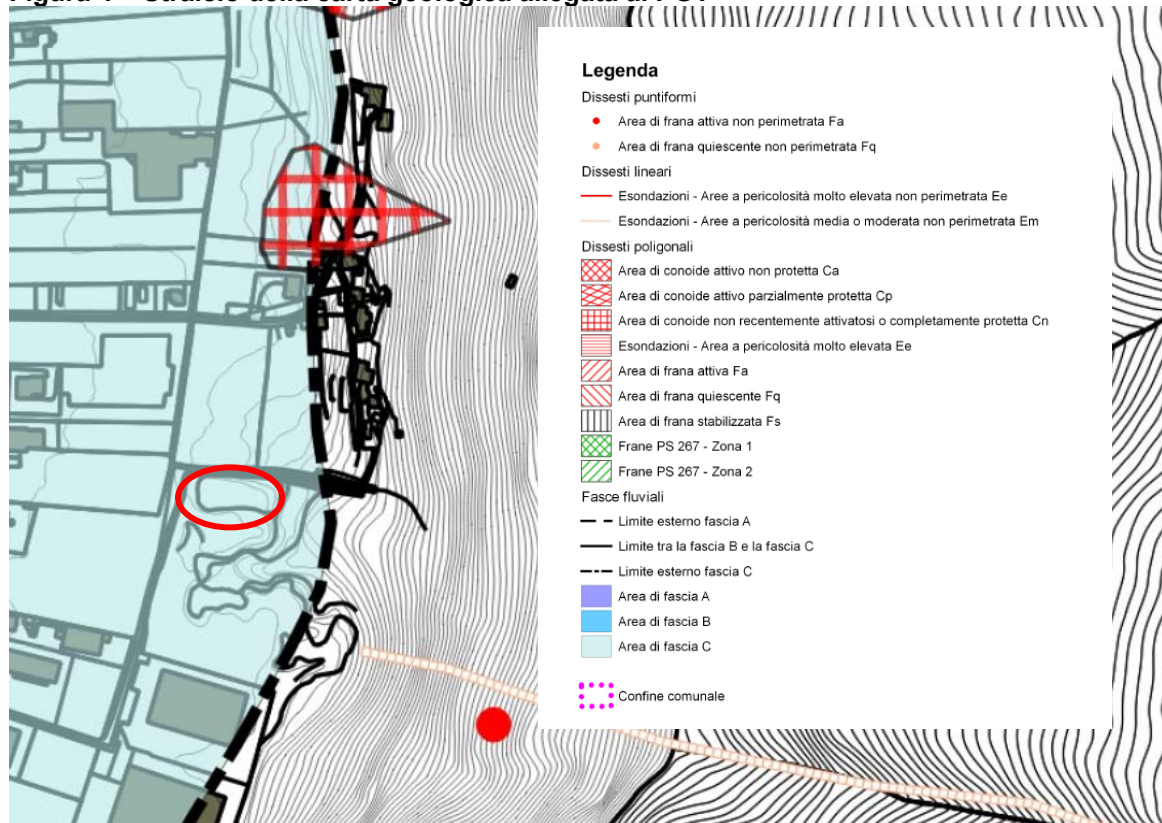 Legenda
Dissesti puntiformi
Area di frana attiva non perimetrata Fa
Area di frana quiescente non perimetrata Fq
Dissesti lineari
Esondazioni - Aree a pericolosità molto elevata non perimetrata Ee
Esondazioni - Aree a pericolosità media o moderata non perimetrata Em
Dissesti poligonali
Area di conoide attivo non protetta Ca
Area di conoide attivo parzialmente protetta Cp
Area di conoide non recentemente attivatosi o completamente protetta Cn
Esondazioni - Area a pericolosità molto elevata Ee
Area di frana attiva Fa
Area di frana quiescente Fq
Area di frana stabilizzata Fs
Frane PS 267 - Zona 1
Frane PS 267 - Zona 2
Fasce fluviali
Limite esterno fascia A
Limite tra la fascia B e la fascia C
Limite esterno fascia C
Area di fascia A
Area di fascia B
Area di fascia C
Confine comunale